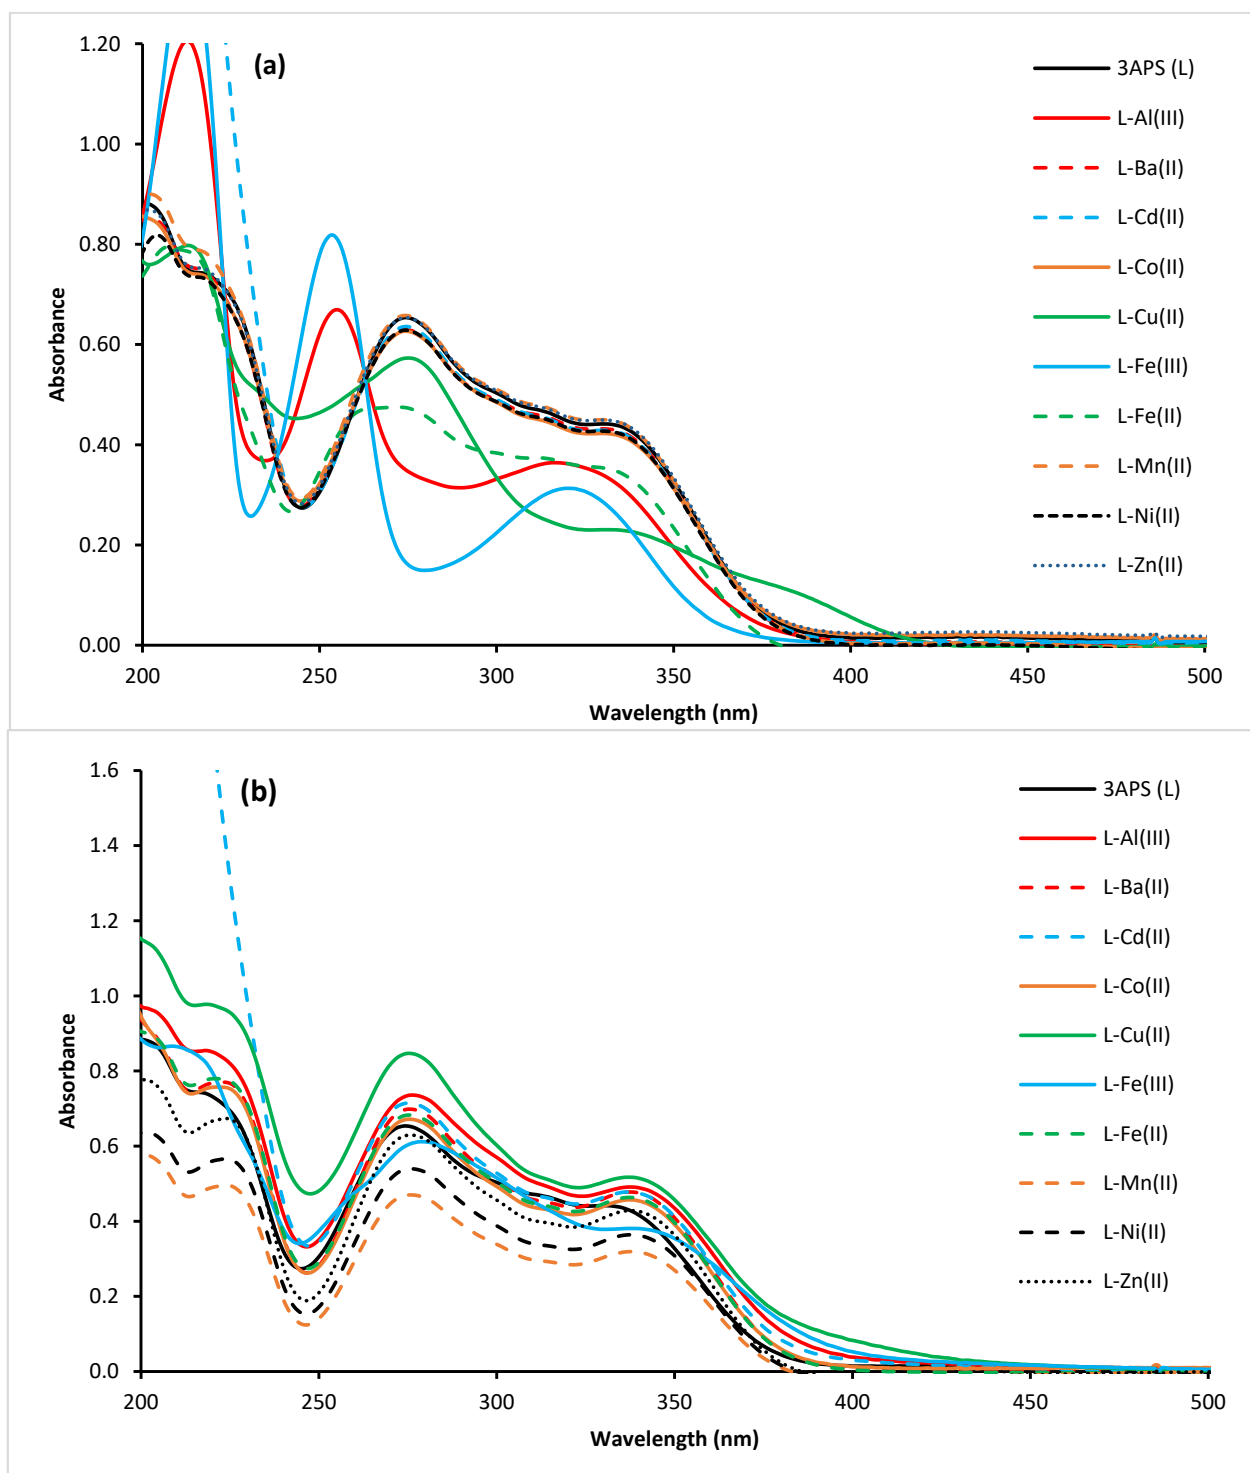 (a)
1.20
1.00
0.80
0.60
0.40
0.20
0.00
Absorbance
200
250
300
350
400
450
500
Wavelength (nm)
3APS (L)
L-Al(III)
L-Ba(II)
L-Cd(II)
L-Co(II)
L-Cu(II)
L-Fe(III)
L-Fe(II)
L-Mn(II)
L-Ni(II)
L-Zn(II)
(b)
1.6
1.4
1.2
1.0
0.8
0.6
0.4
0.2
0.0
Absorbance
200
250
300
350
400
450
500
Wavelength (nm)
3APS (L)
L-Al(III)
L-Ba(II)
L-Cd(II)
L-Co(II)
L-Cu(II)
L-Fe(III)
L-Fe(II)
L-Mn(II)
L-Ni(II)
L-Zn(II)